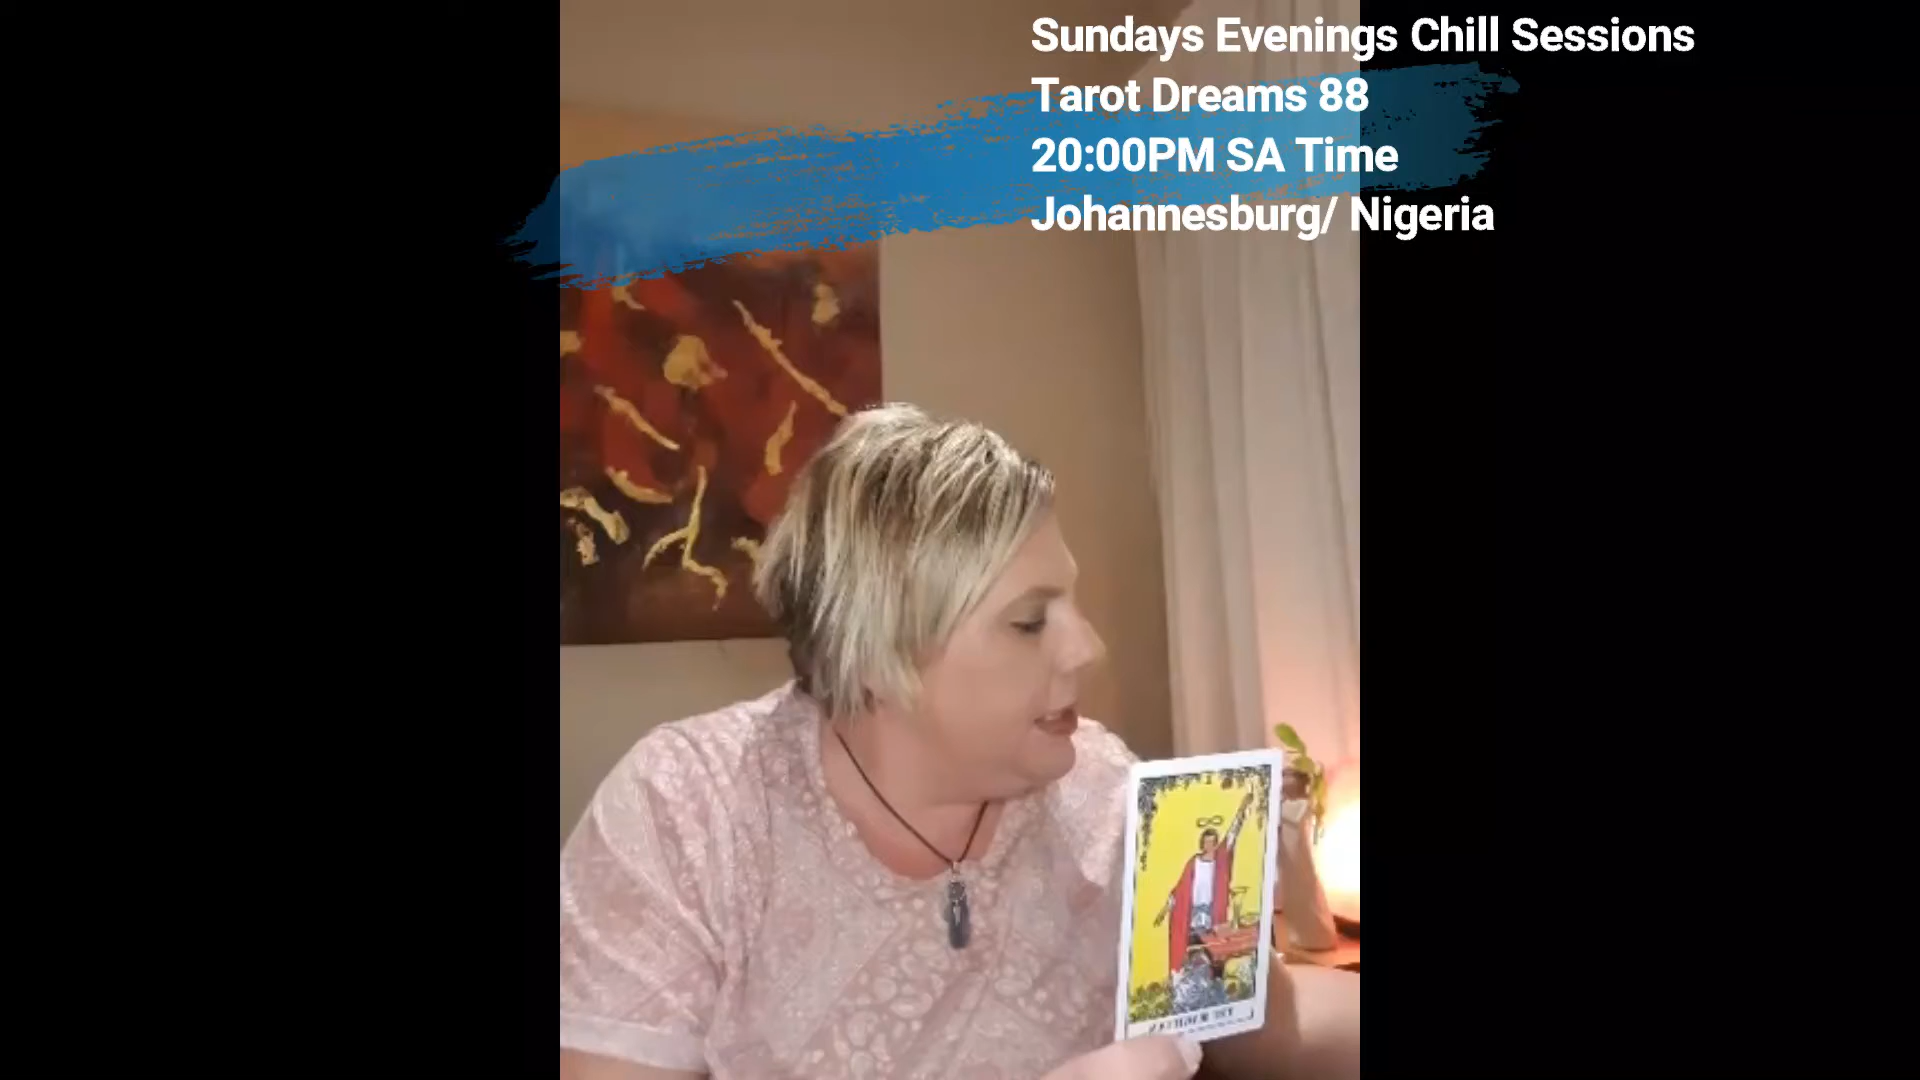 Sundays Evenings Chill Sessions
Tarot Dreams 88
20:00PM SA Time
Johannesburg/ Nigeria
I